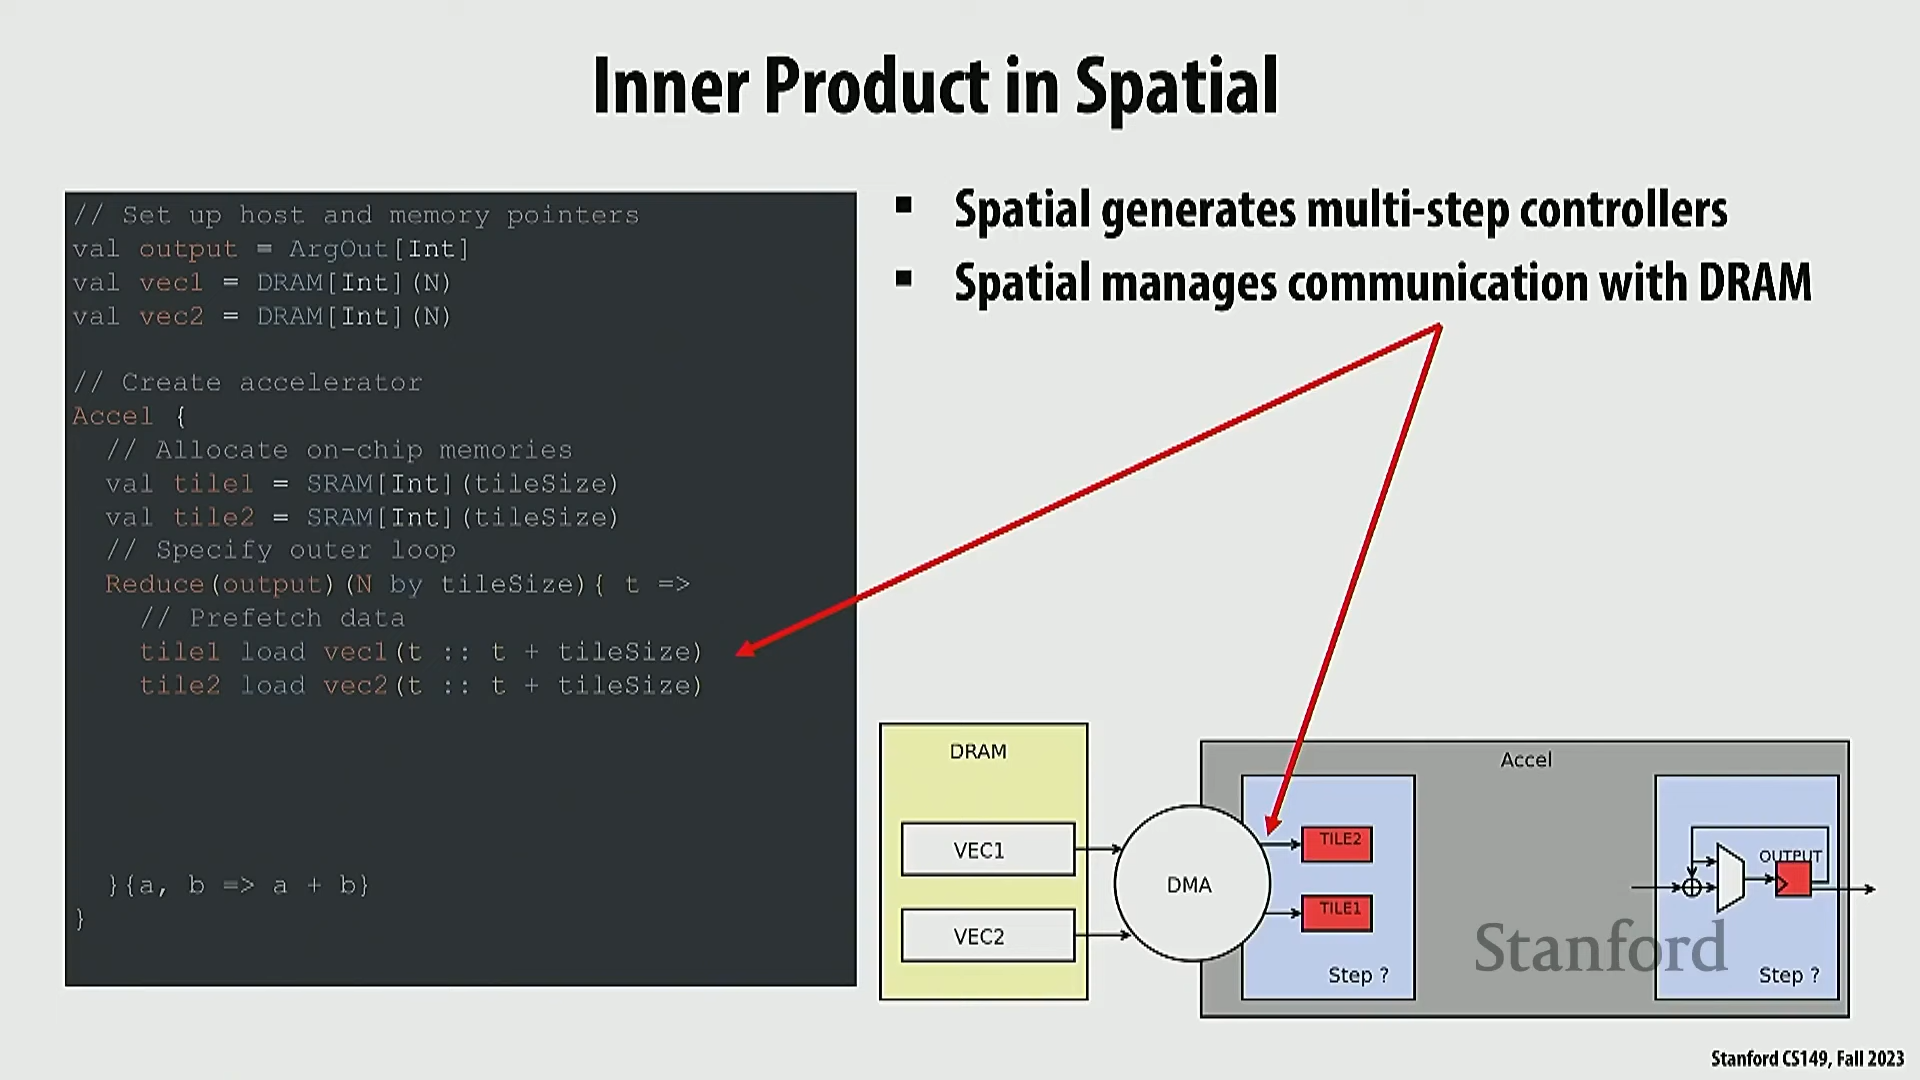 Inner Product in Spatial
// Set up host and memory pointers
val output = ArgOut[Int]
val vec1 = DRAM[Int](N)
val vec2 = DRAM[Int](N)
// Create accelerator
Accel {
// Allocate on-chip memories
val tile1 = SRAM[Int](tileSize)
val tile2 = SRAM[Int](tileSize)
// Specify outer loop
Reduce(output)(N by tileSize){ t =>
// Prefetch data
tile1 load vec1(t :: t + tileSize)
tile2 load vec2(t :: t + tileSize)
}{a, b => a + b}
}
▪ Spatial generates multi-step controllers
▪ Spatial manages communication with DRAM
DRAM
VEC1
VEC2
DMA
Accel
TILE2
TILE1
Step ?
OUTPUT
Step ?
Stanford
Stanford CS149, Fall 2023